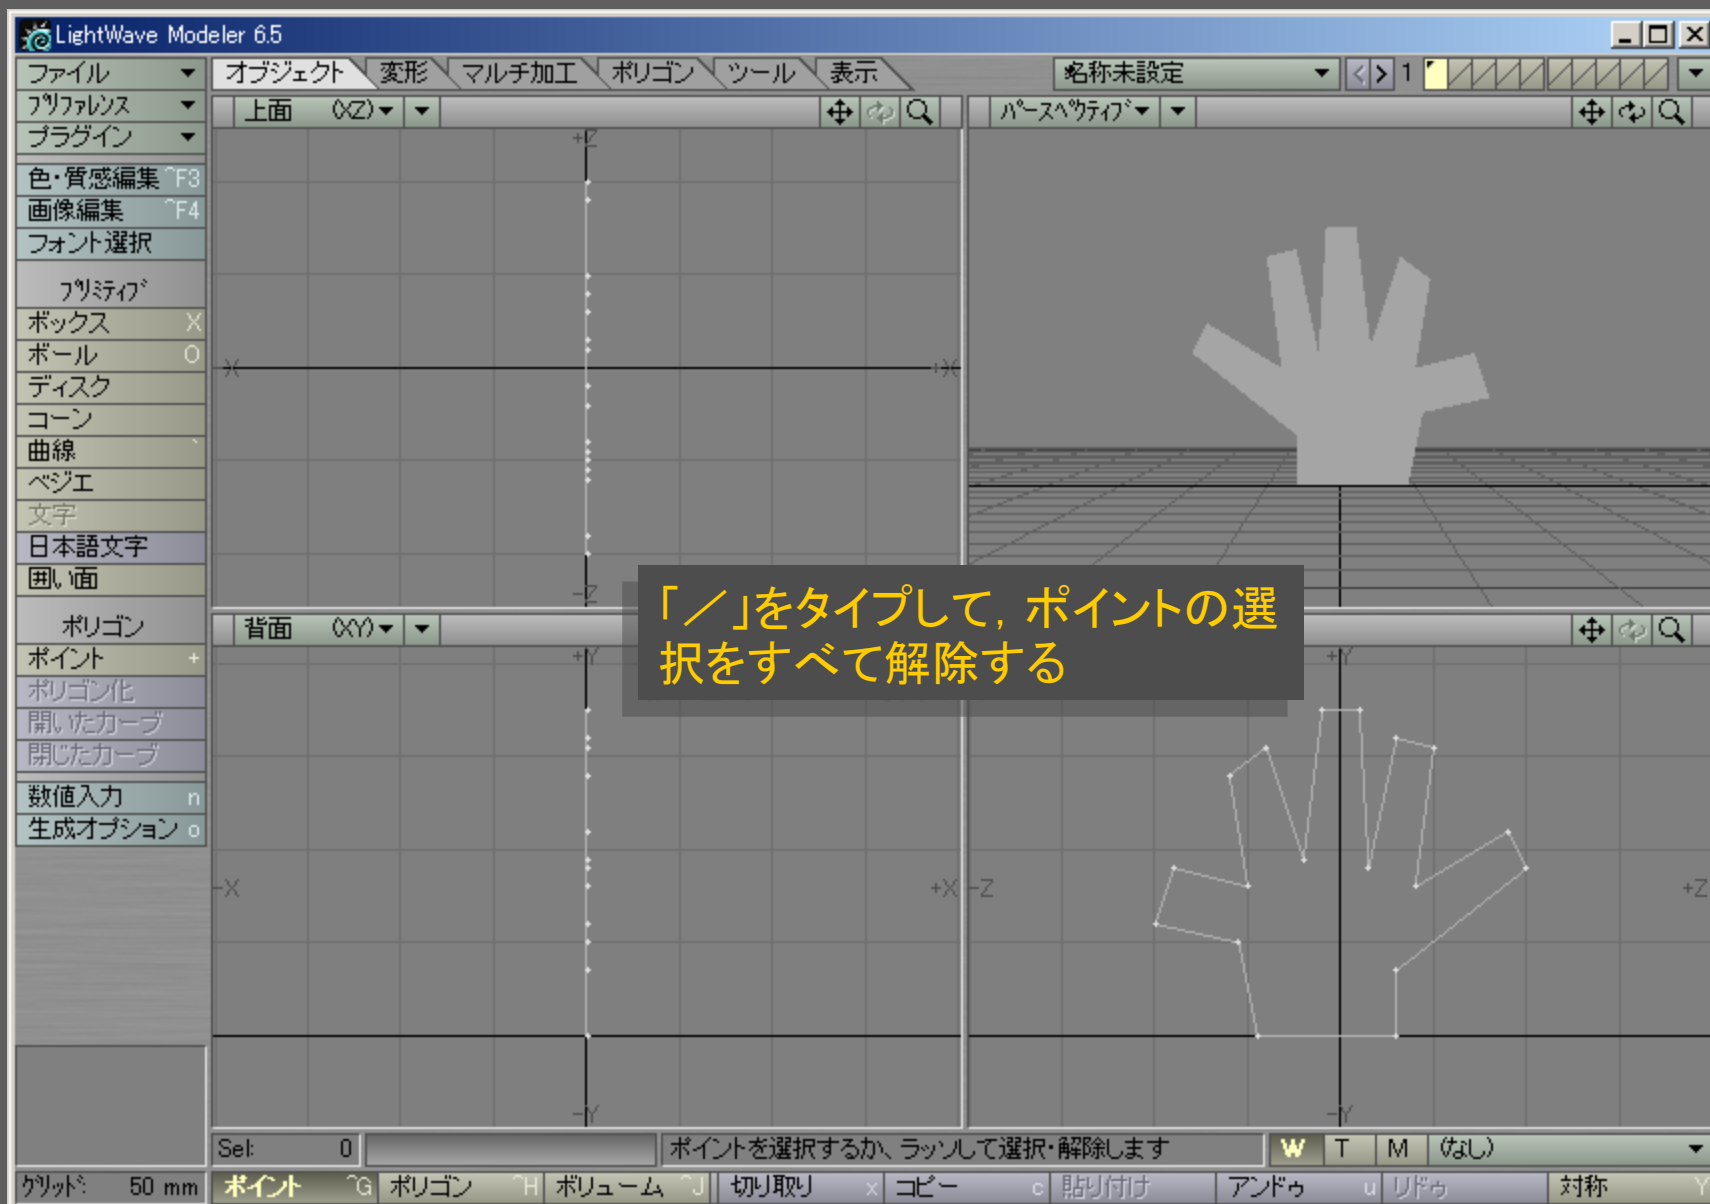 LightWave Modeler 6.5
ファイル
プリファレンス
プラグイン
オブジェクト 変形 マルチ加工 ポリゴン ツール 表示
名称未設定 < > 1
上面 (XZ)
パースペクティブ
色・質感編集 ^F3
画像編集 ^F4
フォント選択
プリミティブ
ボックス X
ボール O
ディスク
コーン
曲線 `
ベジエ
文字
日本語文字
囲い面
ポリゴン
ポイント +
ポリゴン化
開いたカーブ
閉じたカーブ
数値入力 n
生成オプション o
+Z
-X
+X
-Z
背面 (XY)
+Y
-X
+X
-Y
+Y
-Z
+Z
-Y
「／」をタイプして，ポイントの選
択をすべて解除する
Sel: 0
ポイントを選択するか、ラッソして選択・解除します
W T M (なし)
グリッド: 50 mm
ポイント ^G ポリゴン ^H ボリューム ^J 切り取り x コピー c 貼り付け アンドゥ u リドゥ 対称 Y